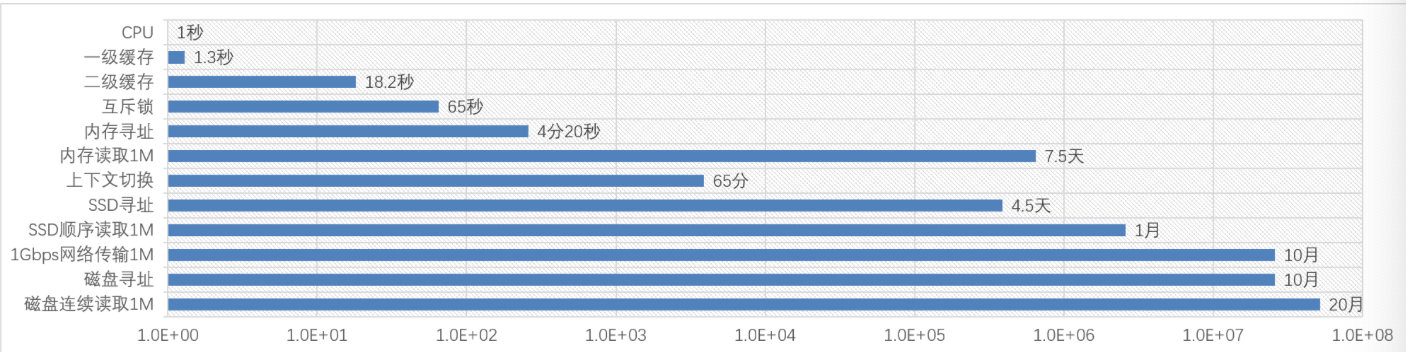 CPU 1秒
一级缓存 1.3秒
二级缓存 18.2秒
互斥锁 65秒
内存寻址 4分20秒
内存读取1M 7.5天
上下文切换 65分
SSD寻址 4.5天
SSD顺序读取1M 1月
1Gbps网络传输1M 10月
磁盘寻址 10月
磁盘连续读取1M 20月
1.0E+00 1.0E+01 1.0E+02 1.0E+03 1.0E+04 1.0E+05 1.0E+06 1.0E+07 1.0E+08